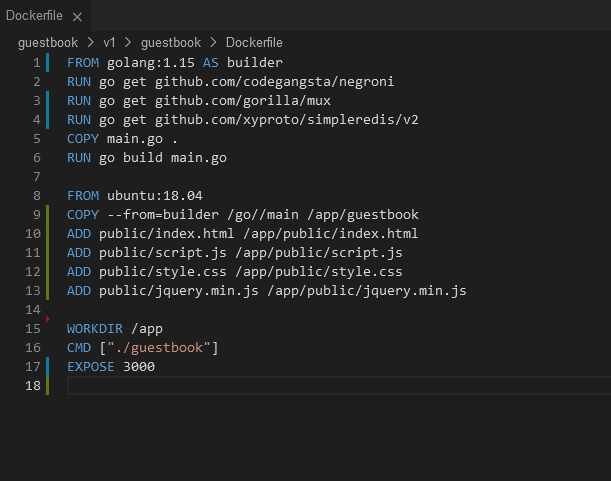 Dockerfile ×
guestbook > v1 > guestbook > Dockerfile
1 FROM golang:1.15 AS builder
2 RUN go get github.com/codegangsta/negroni
3 RUN go get github.com/gorilla/mux
4 RUN go get github.com/xyproto/simpleredis/v2
5 COPY main.go .
6 RUN go build main.go
7
8 FROM ubuntu:18.04
9 COPY --from=builder /go//main /app/guestbook
10 ADD public/index.html /app/public/index.html
11 ADD public/script.js /app/public/script.js
12 ADD public/style.css /app/public/style.css
13 ADD public/jquery.min.js /app/public/jquery.min.js
14
15 WORKDIR /app
16 CMD ["./guestbook"]
17 EXPOSE 3000
18